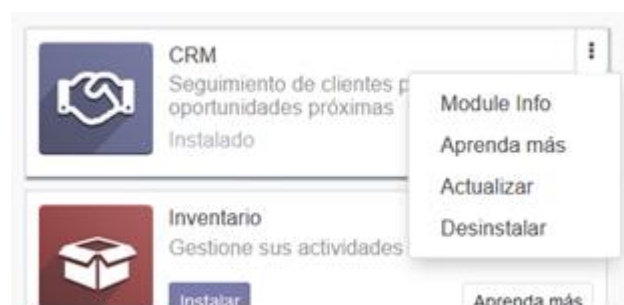 CRM
Seguimiento de clientes p
oportunidades próximas
Instalado
Module Info
Aprenda más
Actualizar
Desinstalar
Inventario
Gestione sus actividades
Instalar
Aprenda más